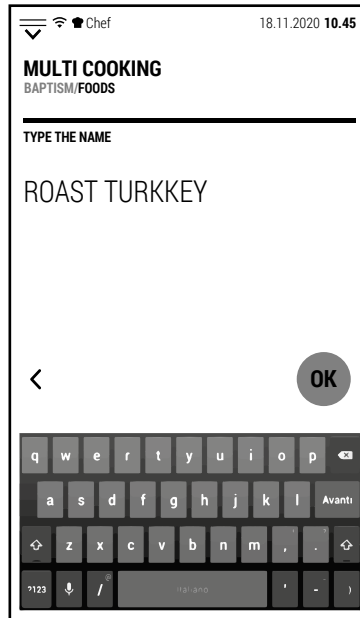 Chef 18.11.2020 10.45
MULTI COOKING
BAPTISM/FOODS
TYPE THE NAME
ROAST TURKKEY
<
OK
q w e r t y u i o p
a s d f g h j k l Avanti
z x c v b n m , .
?123 / @ italiano ' - )